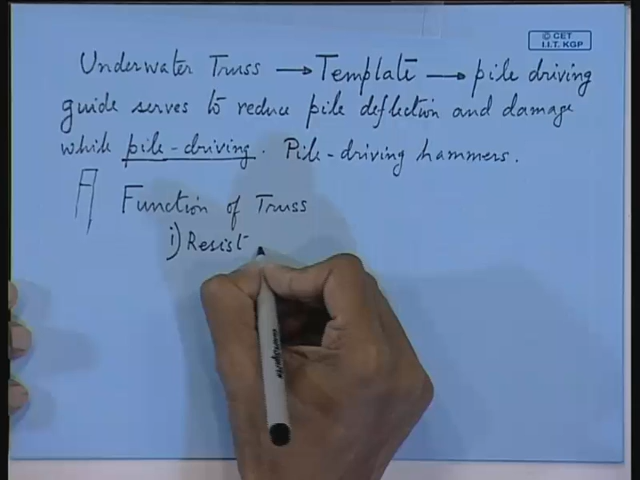 © CET
I.I.T. KGP
Underwater Truss → Template → pile driving
guide serves to reduce pile deflection and damage
while pile-driving. Pile-driving hammers.
Function of Truss
i) Resist